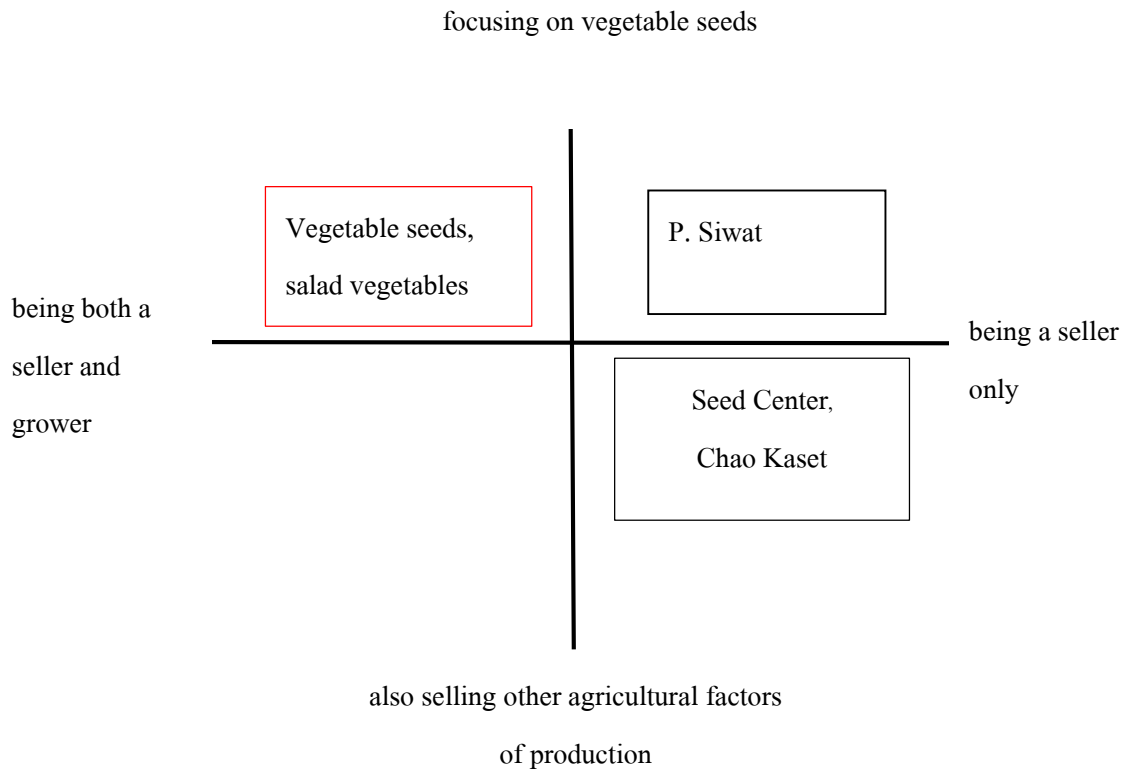 focusing on vegetable seeds
Vegetable seeds,
salad vegetables
P. Siwat
being both a
seller and
grower
being a seller
only
Seed Center,
Chao Kaset
also selling other agricultural factors
of production